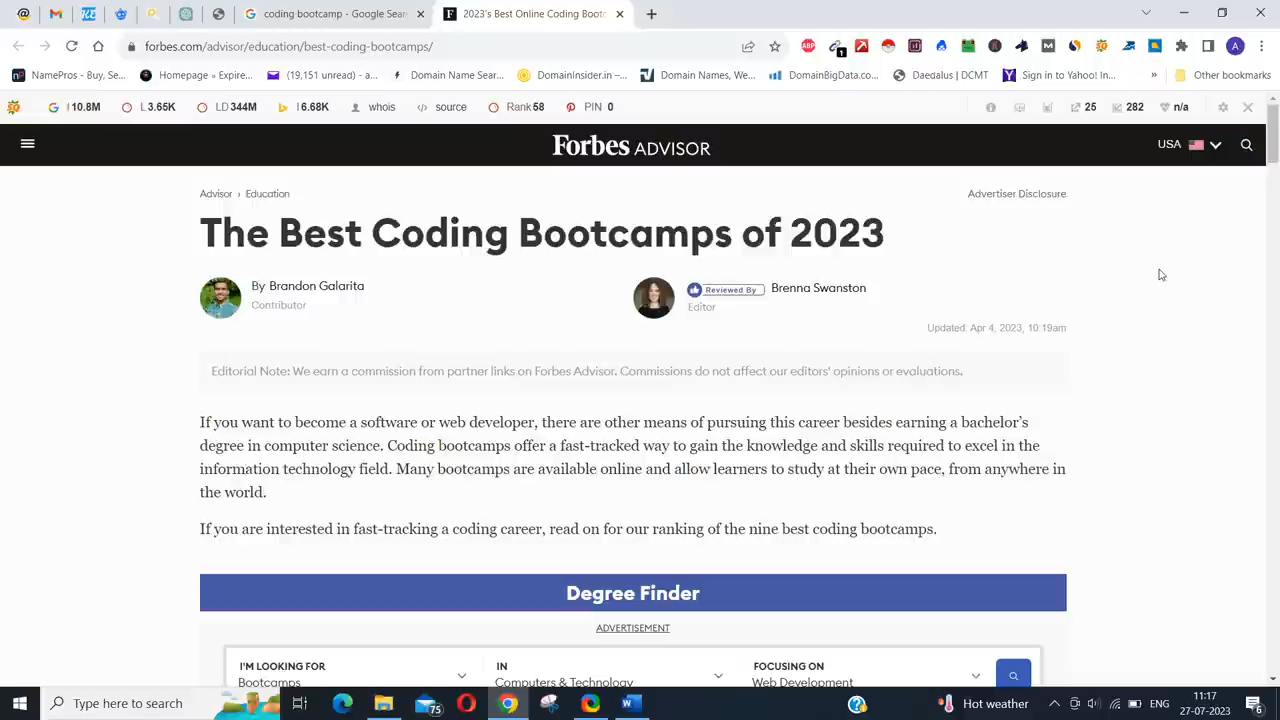 coding bootcamp - Google Sear
2023's Best Online Coding Boot
forbes.com/advisor/education/best-coding-bootcamps/
NamePros - Buy, Se...
Homepage » Expire...
(19,151 unread) - a...
Domain Name Sear...
DomainInsider.in –...
Domain Names, We...
DomainBigData.co...
Daedalus | DCMT
Sign in to Yahoo! In...
Other bookmarks
I 10.8M
L 3.65K
LD 344M
I 6.68K
whois
source
Rank 58
PIN 0
25
282
n/a
Forbes ADVISOR
USA
Advisor › Education
Advertiser Disclosure
The Best Coding Bootcamps of 2023
By Brandon Galarita
Contributor
Reviewed By Brenna Swanston
Editor
Updated: Apr 4, 2023, 10:19am
Editorial Note: We earn a commission from partner links on Forbes Advisor. Commissions do not affect our editors' opinions or evaluations.
If you want to become a software or web developer, there are other means of pursuing this career besides earning a bachelor's
degree in computer science. Coding bootcamps offer a fast-tracked way to gain the knowledge and skills required to excel in the
information technology field. Many bootcamps are available online and allow learners to study at their own pace, from anywhere in
the world.
If you are interested in fast-tracking a coding career, read on for our ranking of the nine best coding bootcamps.
Degree Finder
ADVERTISEMENT
I'M LOOKING FOR
Bootcamps
IN
Computers & Technology
FOCUSING ON
Web Development
Type here to search
75
Hot weather
ENG
11:17
27-07-2023
6